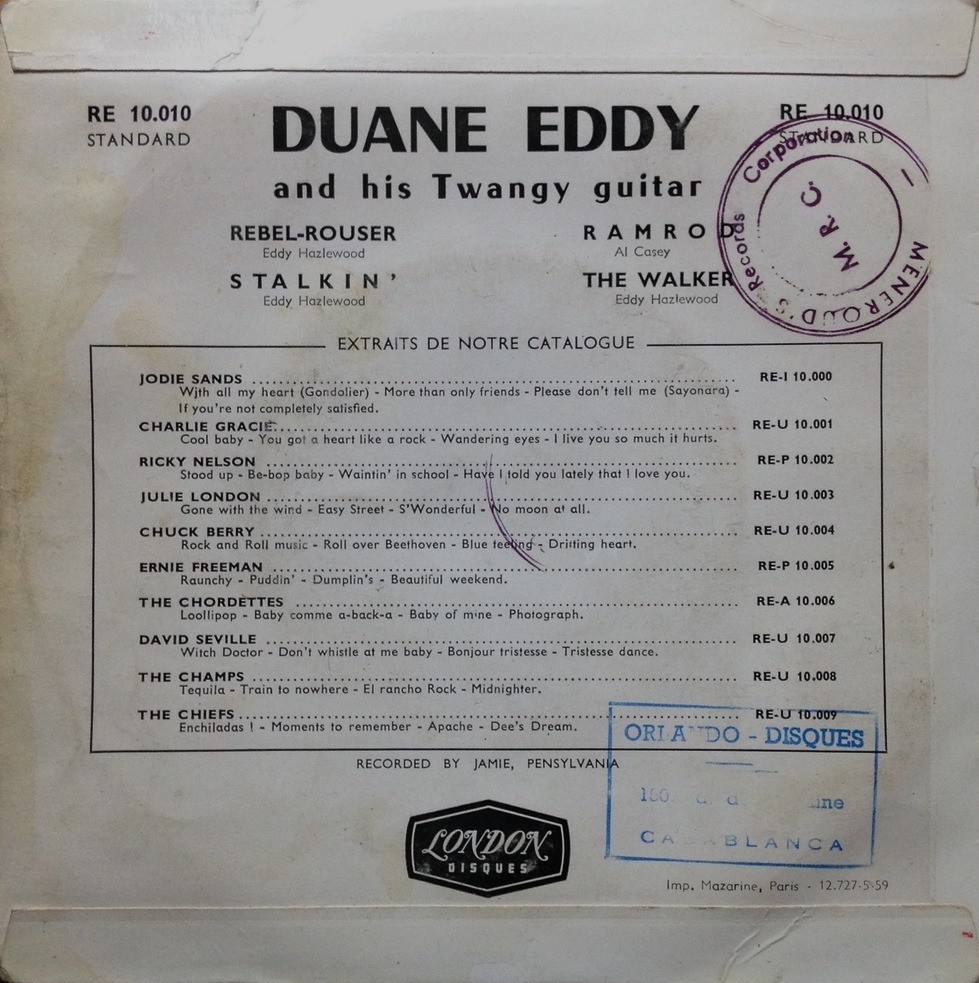 RE 10.010
STANDARD
DUANE EDDY
RE 10.010
STANDARD
and his Twangy guitar
REBEL-ROUSER
Eddy Hazlewood
RAMROD
Al Casey
STALKIN'
Eddy Hazlewood
THE WALKER
Eddy Hazlewood
MENEROUD'S Records Corporation —
M.R.C.
EXTRAITS DE NOTRE CATALOGUE
JODIE SANDS ........ RE-I 10.000
Wjth all my heart (Gondolier) - More than only friends - Please don't tell me (Sayonara) -
If you're not completely satisfied.
CHARLIE GRACIE ........ RE-U 10.001
Cool baby - You got a heart like a rock - Wandering eyes - I live you so much it hurts.
RICKY NELSON ........ RE-P 10.002
Stood up - Be-bop baby - Waintin' in school - Have I told you lately that I love you.
JULIE LONDON ........ RE-U 10.003
Gone with the wind - Easy Street - S'Wonderful - No moon at all.
CHUCK BERRY ........ RE-U 10.004
Rock and Roll music - Roll over Beethoven - Blue feeling - Drifting heart.
ERNIE FREEMAN ........ RE-P 10.005
Raunchy - Puddin' - Dumplin's - Beautiful weekend.
THE CHORDETTES ........ RE-A 10.006
Loollipop - Baby comme a-back-a - Baby of mine - Photograph.
DAVID SEVILLE ........ RE-U 10.007
Witch Doctor - Don't whistle at me baby - Bonjour tristesse - Tristesse dance.
THE CHAMPS ........ RE-U 10.008
Tequila - Train to nowhere - El rancho Rock - Midnighter.
THE CHIEFS ........ RE-U 10.009
Enchiladas ! - Moments to remember - Apache - Dee's Dream.
RECORDED BY JAMIE, PENSYLVANIA
ORLANDO - DISQUES
CASABLANCA
LONDON
DISQUES
Imp. Mazarine, Paris - 12.727-5-59